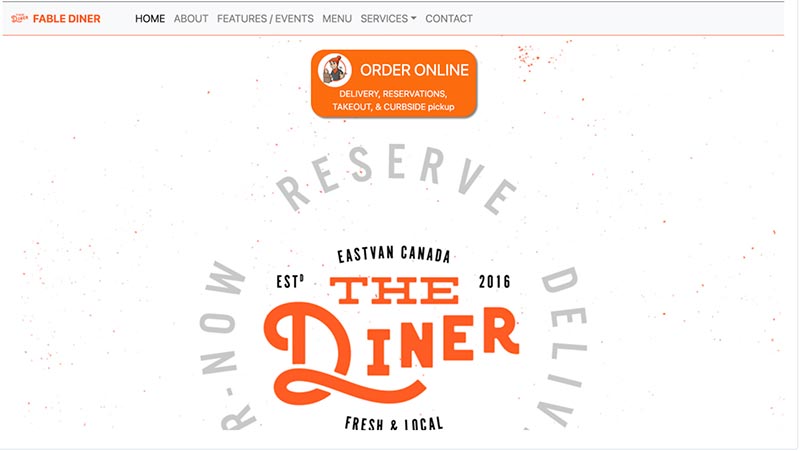 FABLE DINER
HOME ABOUT FEATURES / EVENTS MENU SERVICES CONTACT
ORDER ONLINE
DELIVERY, RESERVATIONS,
TAKEOUT, & CURBSIDE pickup
RESERVE
R-NOW
DELIV
EASTVAN CANADA
ESTD 2016
THE
DINER
FRESH & LOCAL